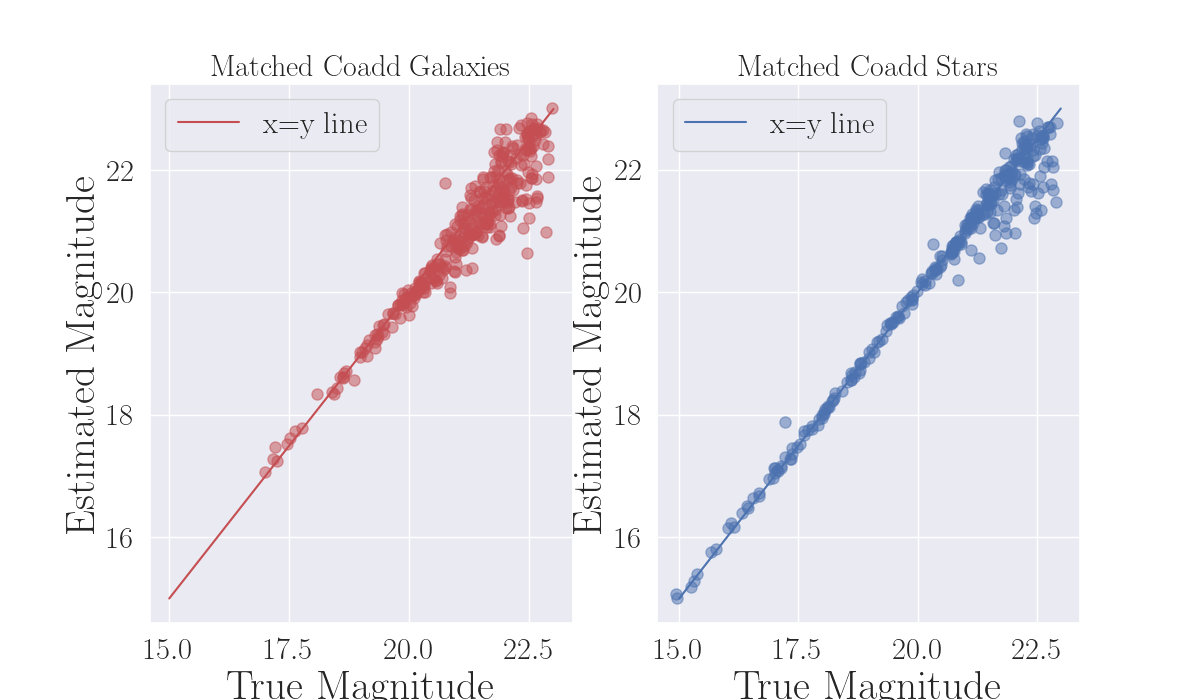 Matched Coadd Galaxies
x=y line
Estimated Magnitude
22
20
18
16
15.0 17.5 20.0 22.5
True Magnitude
Matched Coadd Stars
x=y line
Estimated Magnitude
22
20
18
16
15.0 17.5 20.0 22.5
True Magnitude